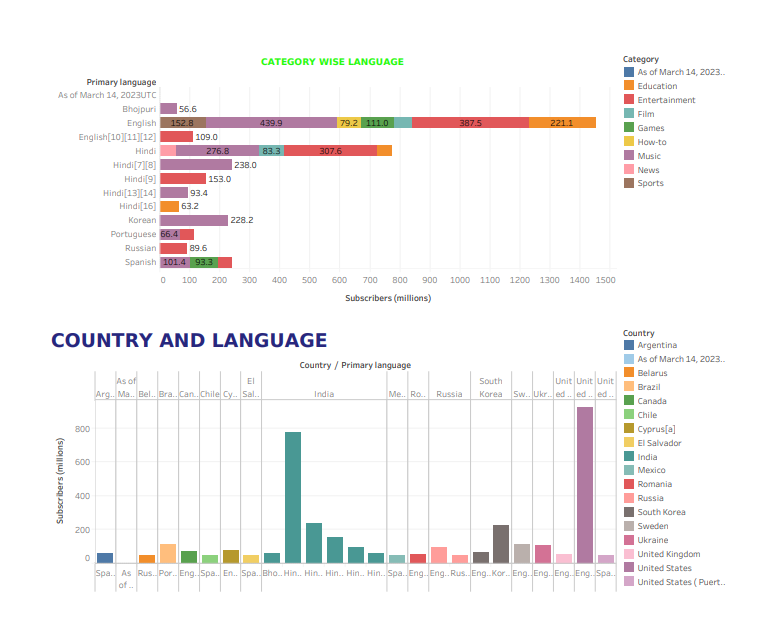 CATEGORY WISE LANGUAGE
Primary language
As of March 14, 2023UTC
Bhojpuri 56.6
English 152.8 439.9 79.2 111.0 387.5 221.1
English[10][11][12] 109.0
Hindi 276.8 83.3 307.6
Hindi[7][8] 238.0
Hindi[9] 153.0
Hindi[13][14] 93.4
Hindi[16] 63.2
Korean 228.2
Portuguese 66.4
Russian 89.6
Spanish 101.4 93.3
0 100 200 300 400 500 600 700 800 900 1000 1100 1200 1300 1400 1500
Subscribers (millions)
Category
As of March 14, 2023..
Education
Entertainment
Film
Games
How-to
Music
News
Sports
COUNTRY AND LANGUAGE
Country / Primary language
As of El South Unit Unit Unit
Arg.. Ma.. Bel.. Bra.. Can.. Chile Cy.. Sal.. India Me.. Ro.. Russia Korea Sw.. Ukr.. ed .. ed .. ed ..
Subscribers (millions)
800
600
400
200
0
Spa.. As Rus.. Por.. Eng.. Spa.. En.. Spa.. Bho.. Hin.. Hin.. Hin.. Hin.. Hin.. Spa.. Eng.. Eng.. Rus.. Eng.. Kor.. Eng.. Eng.. Eng.. Eng.. Spa..
of ..
Country
Argentina
As of March 14, 2023..
Belarus
Brazil
Canada
Chile
Cyprus[a]
El Salvador
India
Mexico
Romania
Russia
South Korea
Sweden
Ukraine
United Kingdom
United States
United States ( Puert..